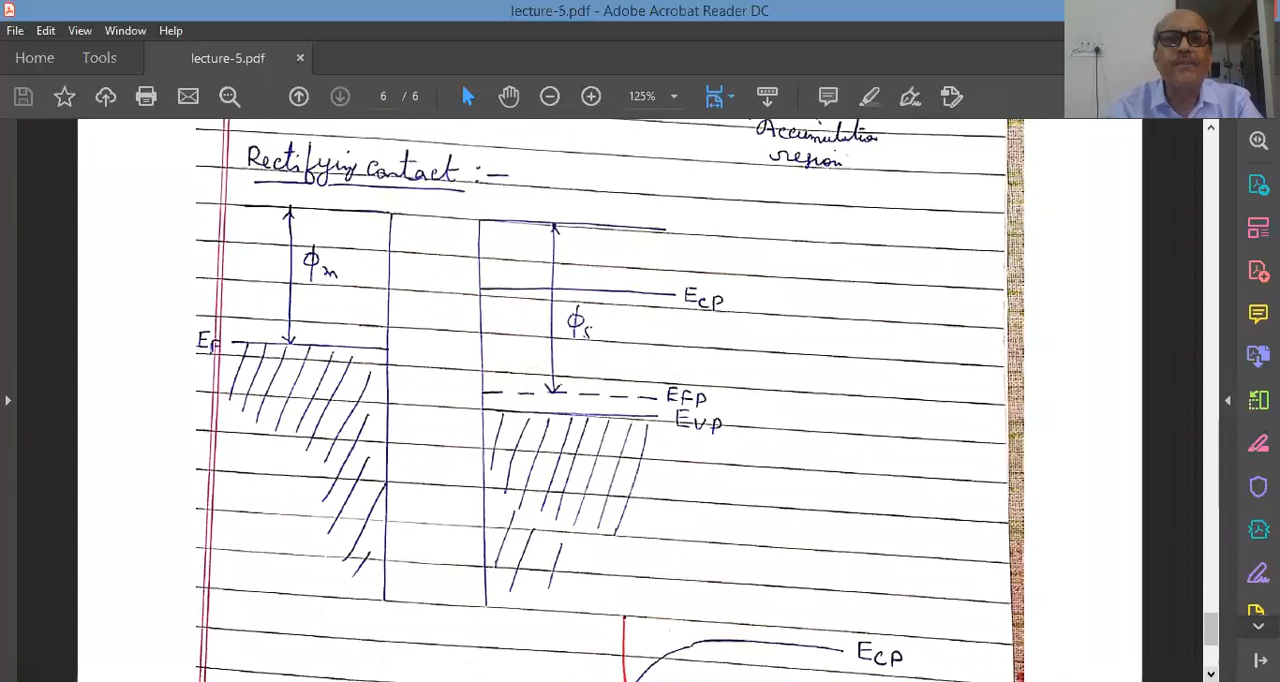 lecture-5.pdf - Adobe Acrobat Reader DC
File Edit View Window Help
Home Tools lecture-5.pdf ×
6 / 6 125%
Accumulation
region
Rectifying contact :-
ϕm
ECP
ϕs
EF
EFP
EVP
ECP